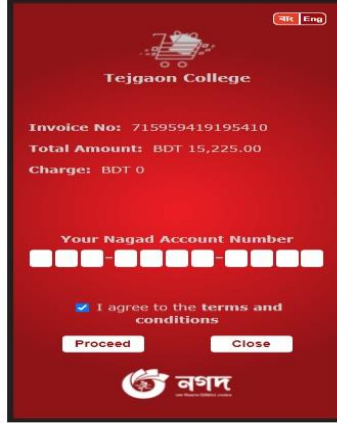 বাং Eng
Tejgaon College
Invoice No: 715959419195410
Total Amount: BDT 15,225.00
Charge: BDT 0
Your Nagad Account Number
I agree to the terms and
conditions
Proceed Close
নগদ